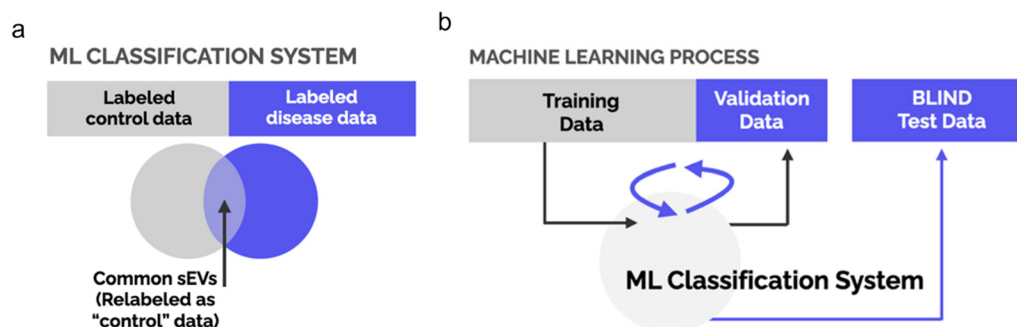 a
ML CLASSIFICATION SYSTEM
Labeled
control data
Labeled
disease data
Common sEVs
(Relabeled as
“control” data)
b
MACHINE LEARNING PROCESS
Training
Data
Validation
Data
BLIND
Test Data
ML Classification System